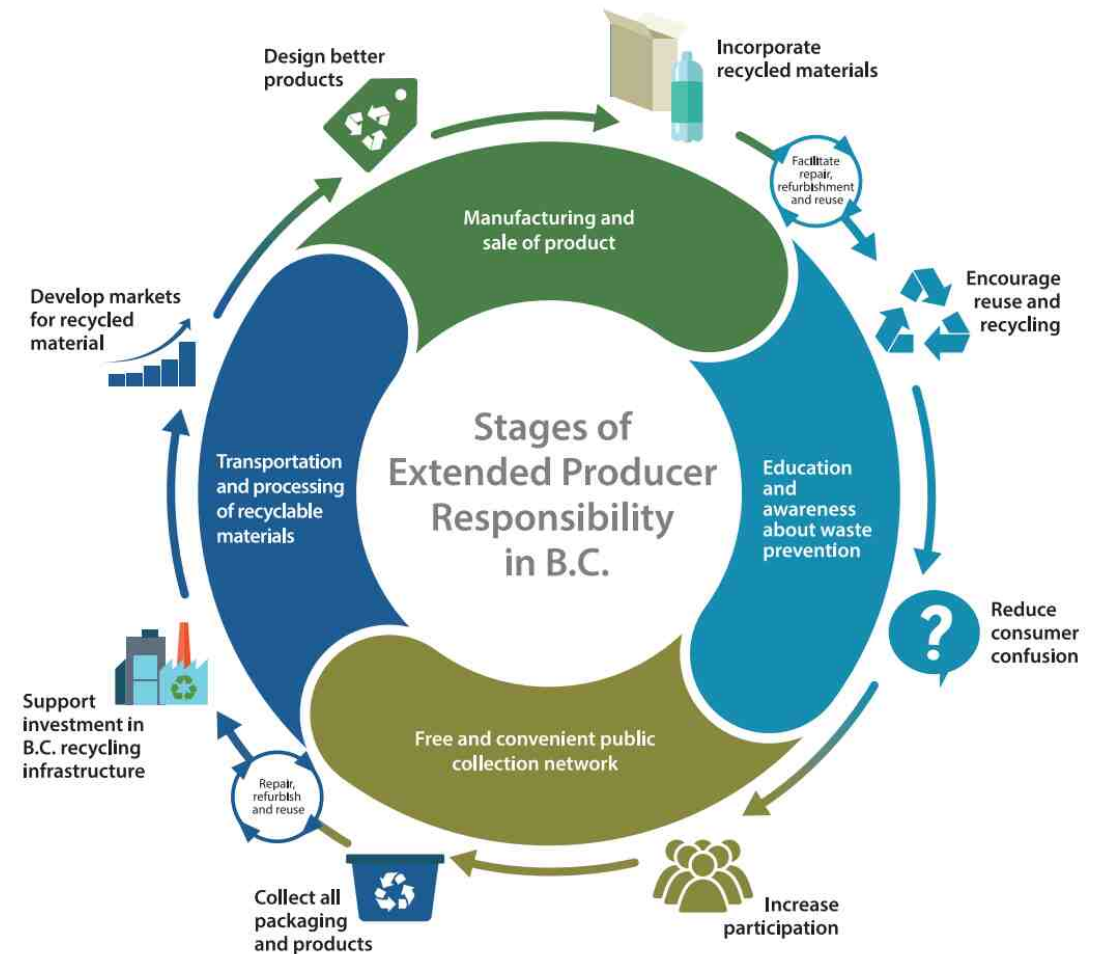 Design better
products
Incorporate
recycled materials
Facilitate
repair,
refurbishment
and reuse
Manufacturing and
sale of product
Encourage
reuse and
recycling
Develop markets
for recycled
material
Stages of
Extended Producer
Responsibility
in B.C.
Transportation
and processing
of recyclable
materials
Education
and
awareness
about waste
prevention
?
Reduce
consumer
confusion
Support
investment in
B.C. recycling
infrastructure
Free and convenient public
collection network
Repair,
refurbish
and reuse
Collect all
packaging
and products
Increase
participation